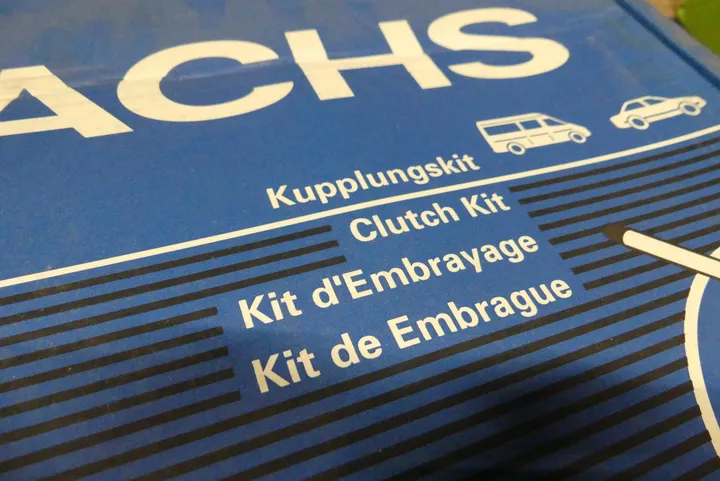 ACHS
Kupplungskit
Clutch Kit
Kit d'Embrayage
Kit de Embrague